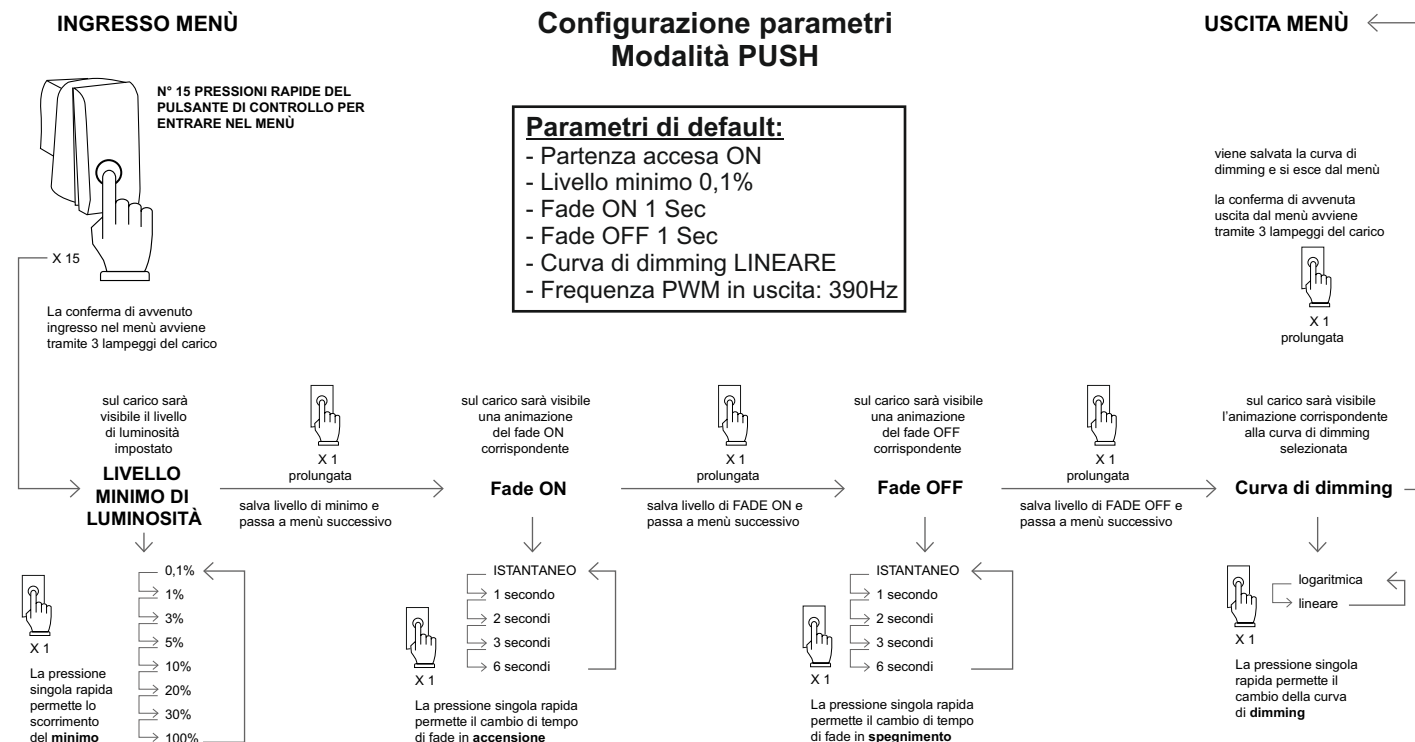 INGRESSO MENÙ
Configurazione parametri
Modalità PUSH
USCITA MENÙ
N° 15 PRESSIONI RAPIDE DEL
PULSANTE DI CONTROLLO PER
ENTRARE NEL MENÙ
X 15
La conferma di avvenuto
ingresso nel menù avviene
tramite 3 lampeggi del carico
Parametri di default:
- Partenza accesa ON
- Livello minimo 0,1%
- Fade ON 1 Sec
- Fade OFF 1 Sec
- Curva di dimming LINEARE
- Frequenza PWM in uscita: 390Hz
viene salvata la curva di
dimming e si esce dal menù
la conferma di avvenuta
uscita dal menù avviene
tramite 3 lampeggi del carico
X 1
prolungata
sul carico sarà
visibile il livello
di luminosità
impostato
LIVELLO
MINIMO DI
LUMINOSITÀ
X 1
prolungata
salva livello di minimo e
passa a menù successivo
sul carico sarà visibile
una animazione
del fade ON
corrispondente
Fade ON
X 1
prolungata
salva livello di FADE ON e
passa a menù successivo
sul carico sarà visibile
una animazione
del fade OFF
corrispondente
Fade OFF
X 1
prolungata
salva livello di FADE OFF e
passa a menù successivo
sul carico sarà visibile
l'animazione corrispondente
alla curva di dimming
selezionata
Curva di dimming
X 1
La pressione
singola rapida
permette lo
scorrimento
del minimo
0,1%
1%
3%
5%
10%
20%
30%
100%
ISTANTANEO
1 secondo
2 secondi
3 secondi
6 secondi
X 1
La pressione singola rapida
permette il cambio di tempo
di fade in accensione
ISTANTANEO
1 secondo
2 secondi
3 secondi
6 secondi
X 1
La pressione singola rapida
permette il cambio di tempo
di fade in spegnimento
logaritmica
lineare
X 1
La pressione singola
rapida permette il
cambio della curva
di dimming